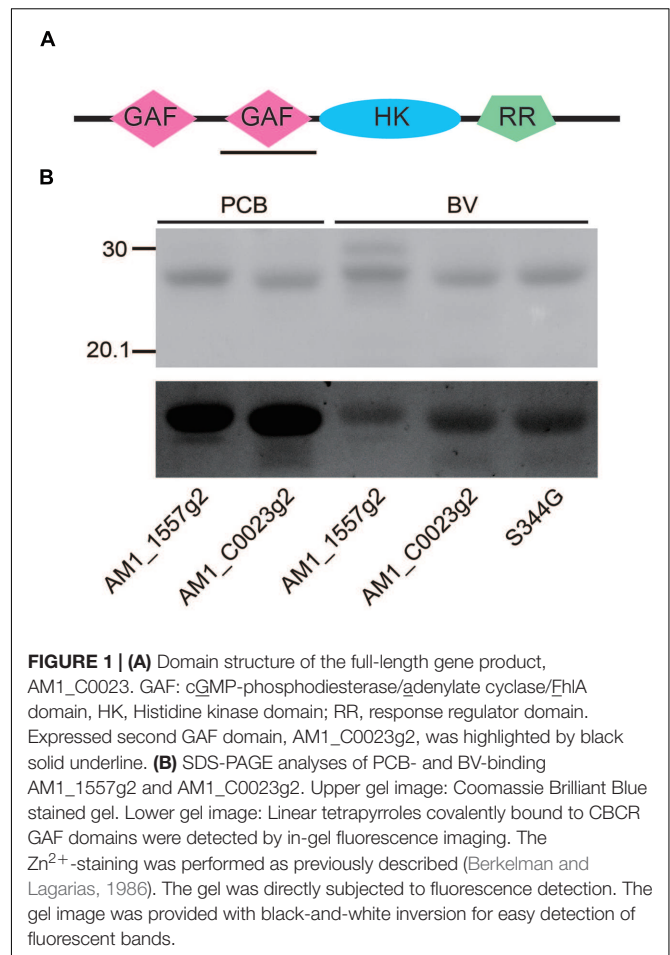 A
GAF GAF HK RR
B
PCB BV
30
20.1
AM1_1557g2 AM1_C0023g2 AM1_1557g2 AM1_C0023g2 S344G
FIGURE 1 | (A) Domain structure of the full-length gene product,
AM1_C0023. GAF: cGMP-phosphodiesterase/adenylate cyclase/FhlA
domain, HK, Histidine kinase domain; RR, response regulator domain.
Expressed second GAF domain, AM1_C0023g2, was highlighted by black
solid underline. (B) SDS-PAGE analyses of PCB- and BV-binding
AM1_1557g2 and AM1_C0023g2. Upper gel image: Coomassie Brilliant Blue
stained gel. Lower gel image: Linear tetrapyrroles covalently bound to CBCR
GAF domains were detected by in-gel fluorescence imaging. The
Zn²⁺-staining was performed as previously described (Berkelman and
Lagarias, 1986). The gel was directly subjected to fluorescence detection. The
gel image was provided with black-and-white inversion for easy detection of
fluorescent bands.